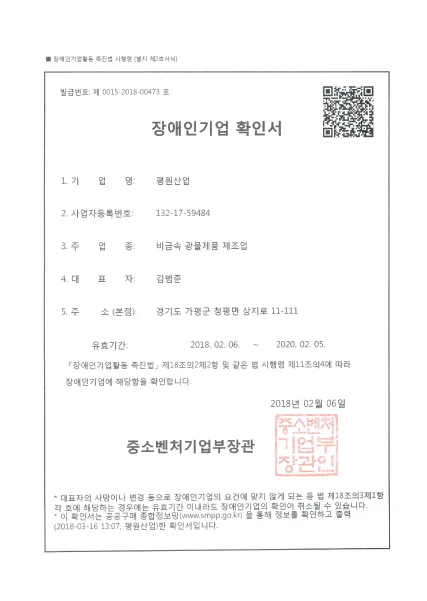 ■ 장애인기업활동 촉진법 시행령 [별지 제2호서식]
발급번호: 제 0015-2018-00473 호
장애인기업 확인서
1. 기 업 명: 평원산업
2. 사업자등록번호: 132-17-59484
3. 주 업 종: 비금속 광물제품 제조업
4. 대 표 자: 김범준
5. 주 소 (본점): 경기도 가평군 청평면 상지로 11-111
유효기간: 2018. 02. 06. ~ 2020. 02. 05.
「장애인기업활동 촉진법」제18조의2제2항 및 같은 법 시행령 제11조의4에 따라
장애인기업에 해당함을 확인합니다.
2018년 02월 06일
중소벤처기업부장관
중소벤처
기업부
장관인
* 대표자의 사망이나 변경 등으로 장애인기업의 요건에 맞지 않게 되는 등 법 제18조의3제1항
각 호에 해당하는 경우에는 유효기간 이내라도 장애인기업의 확인이 취소될 수 있습니다.
* 이 확인서는 공공구매 종합정보망(www.smpp.go.kr) 을 통해 정보를 확인하고 출력
(2018-03-16 13:07, 평원산업)한 확인서입니다.